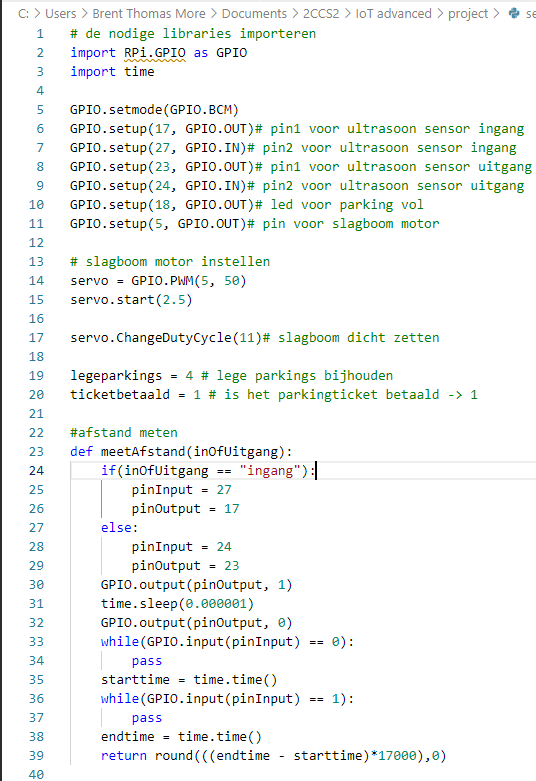 C: > Users > Brent Thomas More > Documents > 2CCS2 > IoT advanced > project > se
1 # de nodige libraries importeren
2 import RPi.GPIO as GPIO
3 import time
4
5 GPIO.setmode(GPIO.BCM)
6 GPIO.setup(17, GPIO.OUT)# pin1 voor ultrasoon sensor ingang
7 GPIO.setup(27, GPIO.IN)# pin2 voor ultrasoon sensor ingang
8 GPIO.setup(23, GPIO.OUT)# pin1 voor ultrasoon sensor uitgang
9 GPIO.setup(24, GPIO.IN)# pin2 voor ultrasoon sensor uitgang
10 GPIO.setup(18, GPIO.OUT)# led voor parking vol
11 GPIO.setup(5, GPIO.OUT)# pin voor slagboom motor
12
13 # slagboom motor instellen
14 servo = GPIO.PWM(5, 50)
15 servo.start(2.5)
16
17 servo.ChangeDutyCycle(11)# slagboom dicht zetten
18
19 legeparkings = 4 # lege parkings bijhouden
20 ticketbetaald = 1 # is het parkingticket betaald -> 1
21
22 #afstand meten
23 def meetAfstand(inOfUitgang):
24     if(inOfUitgang == "ingang"):
25         pinInput = 27
26         pinOutput = 17
27     else:
28         pinInput = 24
29         pinOutput = 23
30     GPIO.output(pinOutput, 1)
31     time.sleep(0.000001)
32     GPIO.output(pinOutput, 0)
33     while(GPIO.input(pinInput) == 0):
34         pass
35     starttime = time.time()
36     while(GPIO.input(pinInput) == 1):
37         pass
38     endtime = time.time()
39     return round(((endtime - starttime)*17000),0)
40